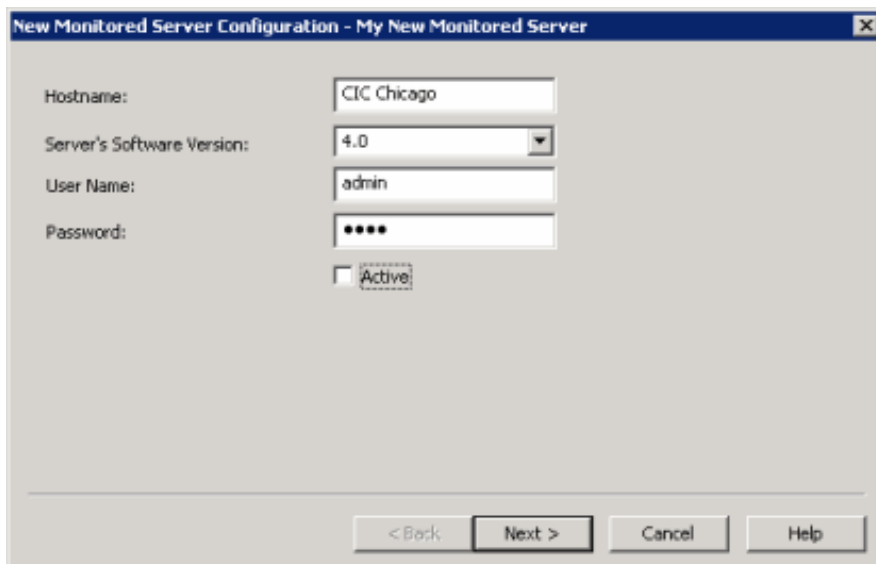 New Monitored Server Configuration - My New Monitored Server
Hostname: CIC Chicago
Server's Software Version: 4.0
User Name: admin
Password: ••••
Active
< Back Next > Cancel Help